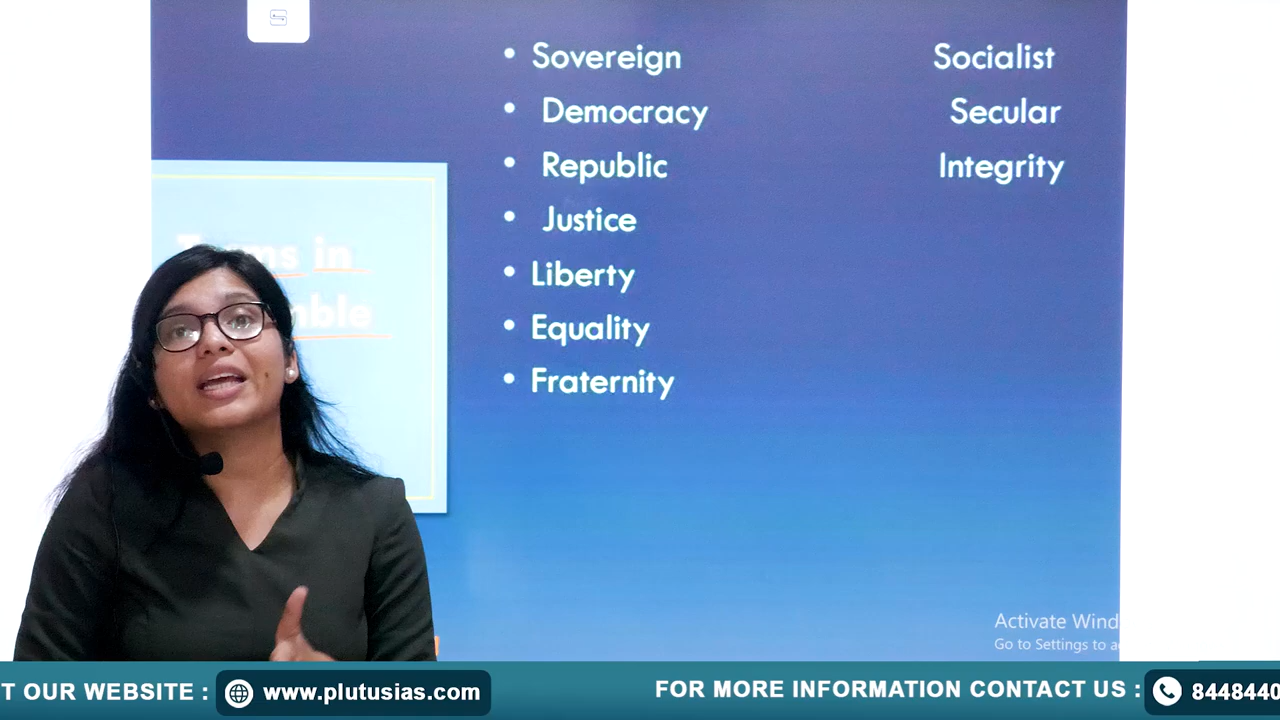 Sovereign Socialist
Democracy Secular
Republic Integrity
Justice
Liberty
Equality
Fraternity
in
Activate Wind
Go to Settings to a
T OUR WEBSITE : www.plutusias.com
FOR MORE INFORMATION CONTACT US : 8448440